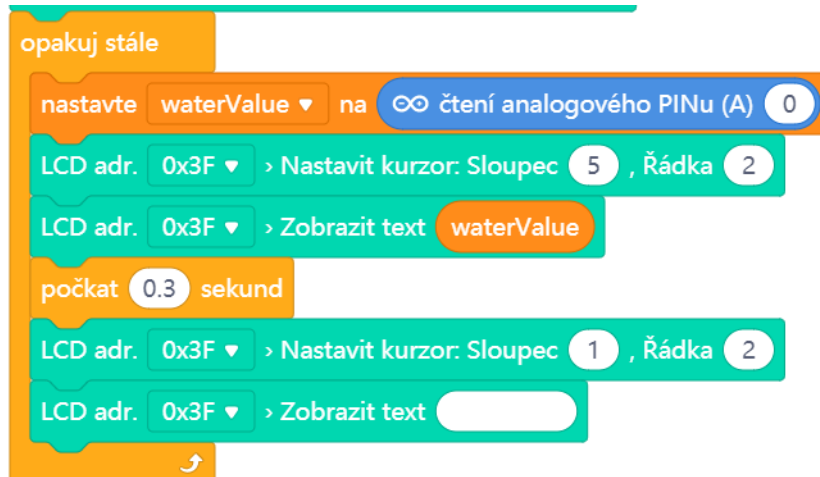 opakuj stále
nastavte waterValue ▼ na čtení analogového PINu (A) 0
LCD adr. 0x3F ▼ › Nastavit kurzor: Sloupec 5 , Řádka 2
LCD adr. 0x3F ▼ › Zobrazit text waterValue
počkat 0.3 sekund
LCD adr. 0x3F ▼ › Nastavit kurzor: Sloupec 1 , Řádka 2
LCD adr. 0x3F ▼ › Zobrazit text